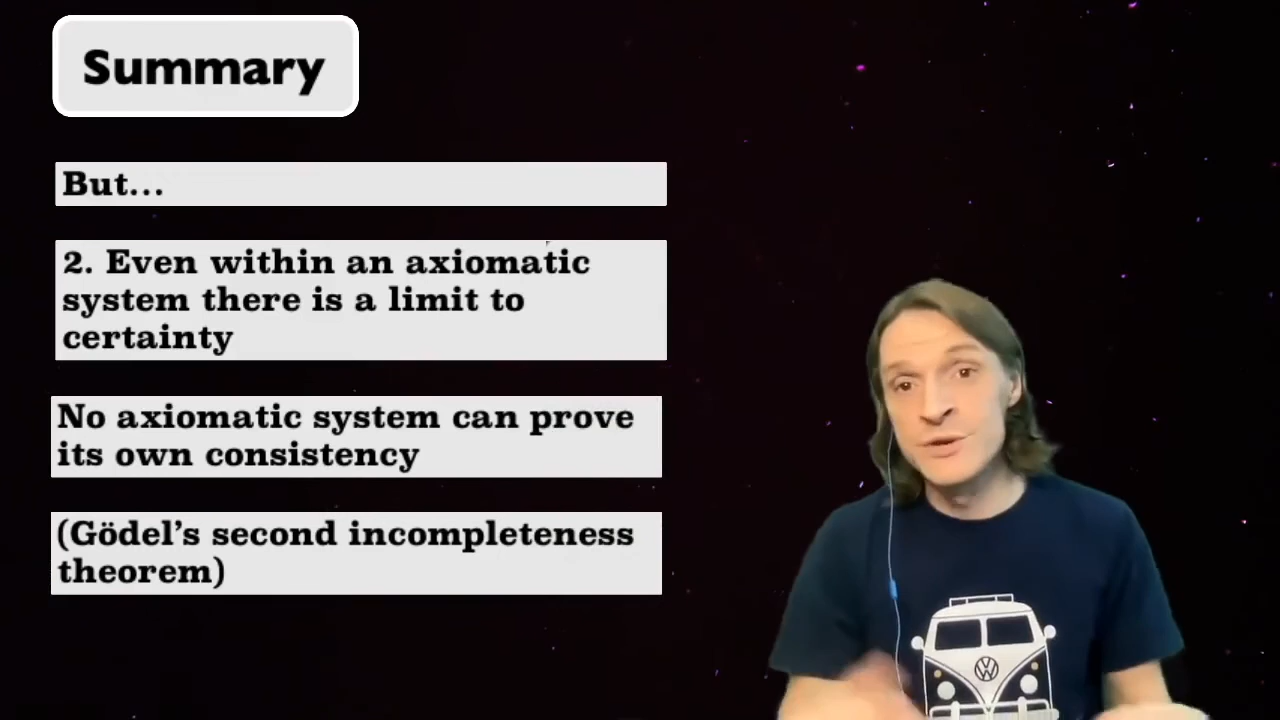 Summary
But...
2. Even within an axiomatic
system there is a limit to
certainty
No axiomatic system can prove
its own consistency
(Gödel’s second incompleteness
theorem)